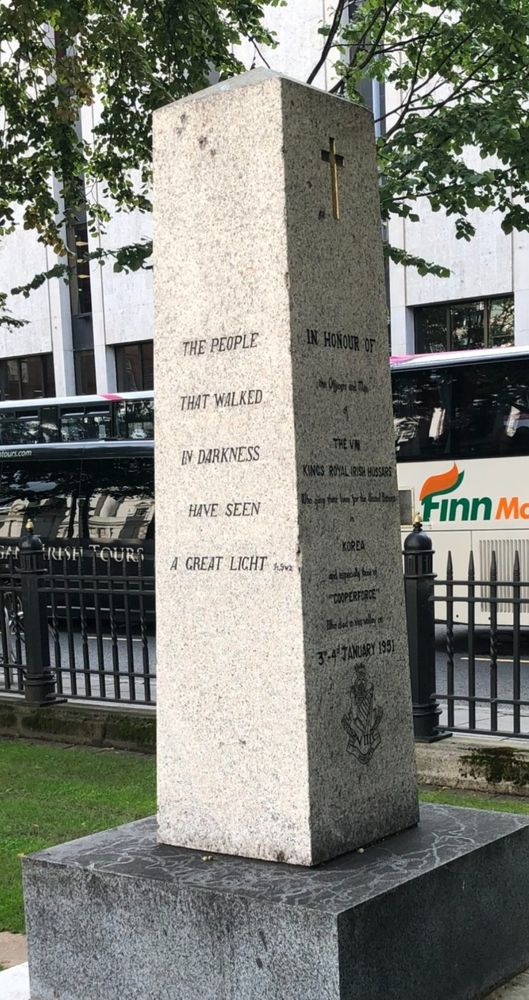 THE PEOPLE
THAT WALKED
IN DARKNESS
HAVE SEEN
A GREAT LIGHT
IN HONOUR OF
the Officers and Men
of
THE VIII
KINGS ROYAL IRISH HUSSARS
Who gave their lives for the United Nations
in
KOREA
and especially those of
"COOPERFORCE"
Who died in this valley on
3RD-4TH JANUARY 1951
tours.com
IRISH TOURS
Finn